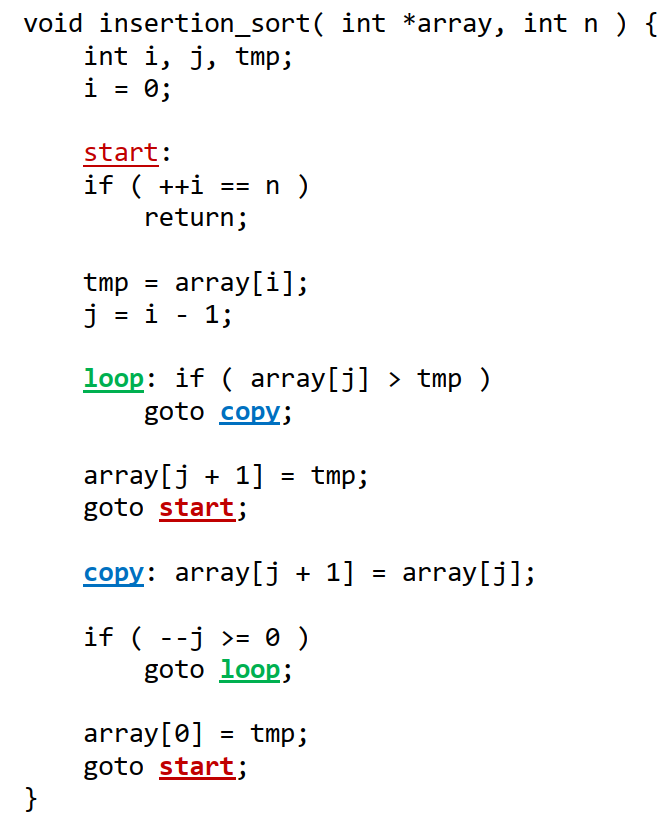 void insertion_sort( int *array, int n ) {
    int i, j, tmp;
    i = 0;

    start:
    if ( ++i == n )
        return;

    tmp = array[i];
    j = i - 1;

    loop: if ( array[j] > tmp )
        goto copy;

    array[j + 1] = tmp;
    goto start;

    copy: array[j + 1] = array[j];

    if ( --j >= 0 )
        goto loop;

    array[0] = tmp;
    goto start;
}